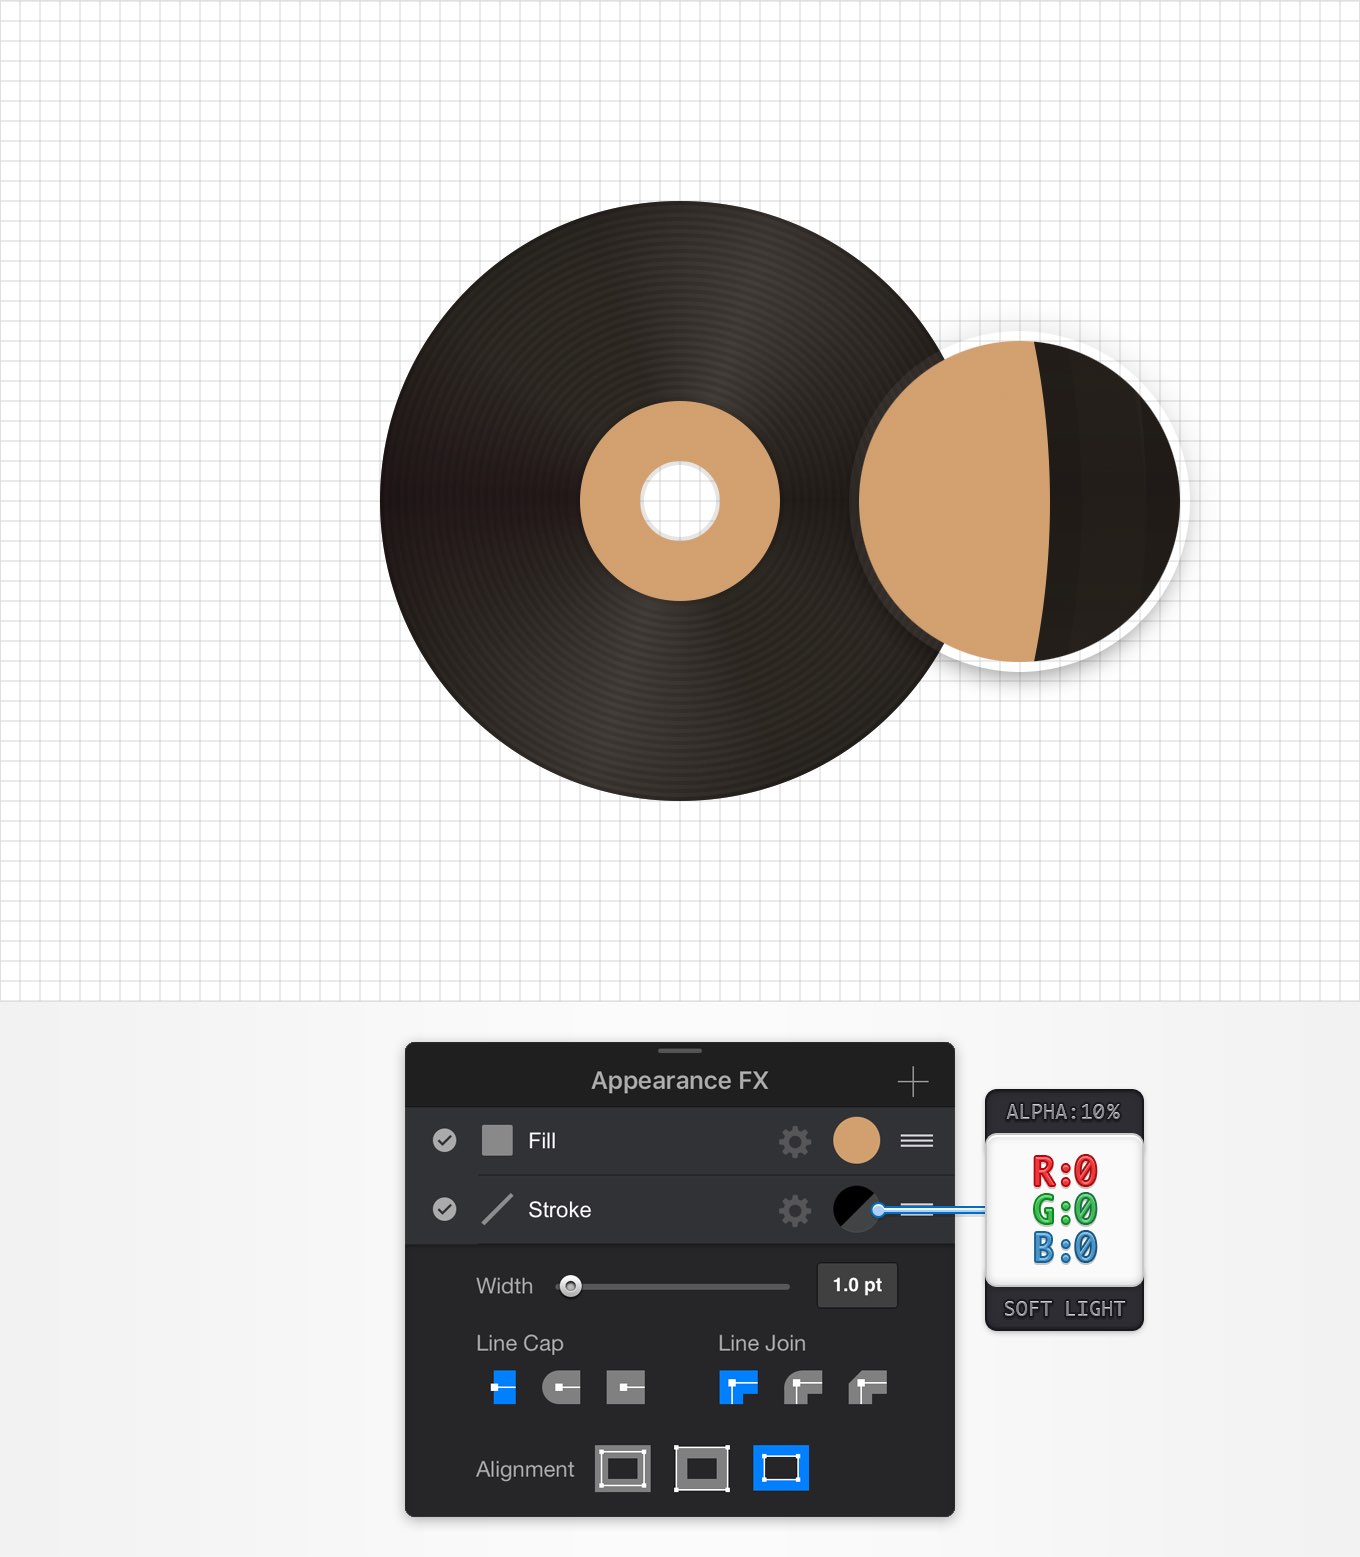 Appearance FX
Fill
Stroke
Width
1.0 pt
Line Cap
Line Join
Alignment
ALPHA:10%
R:0
G:0
B:0
SOFT LIGHT